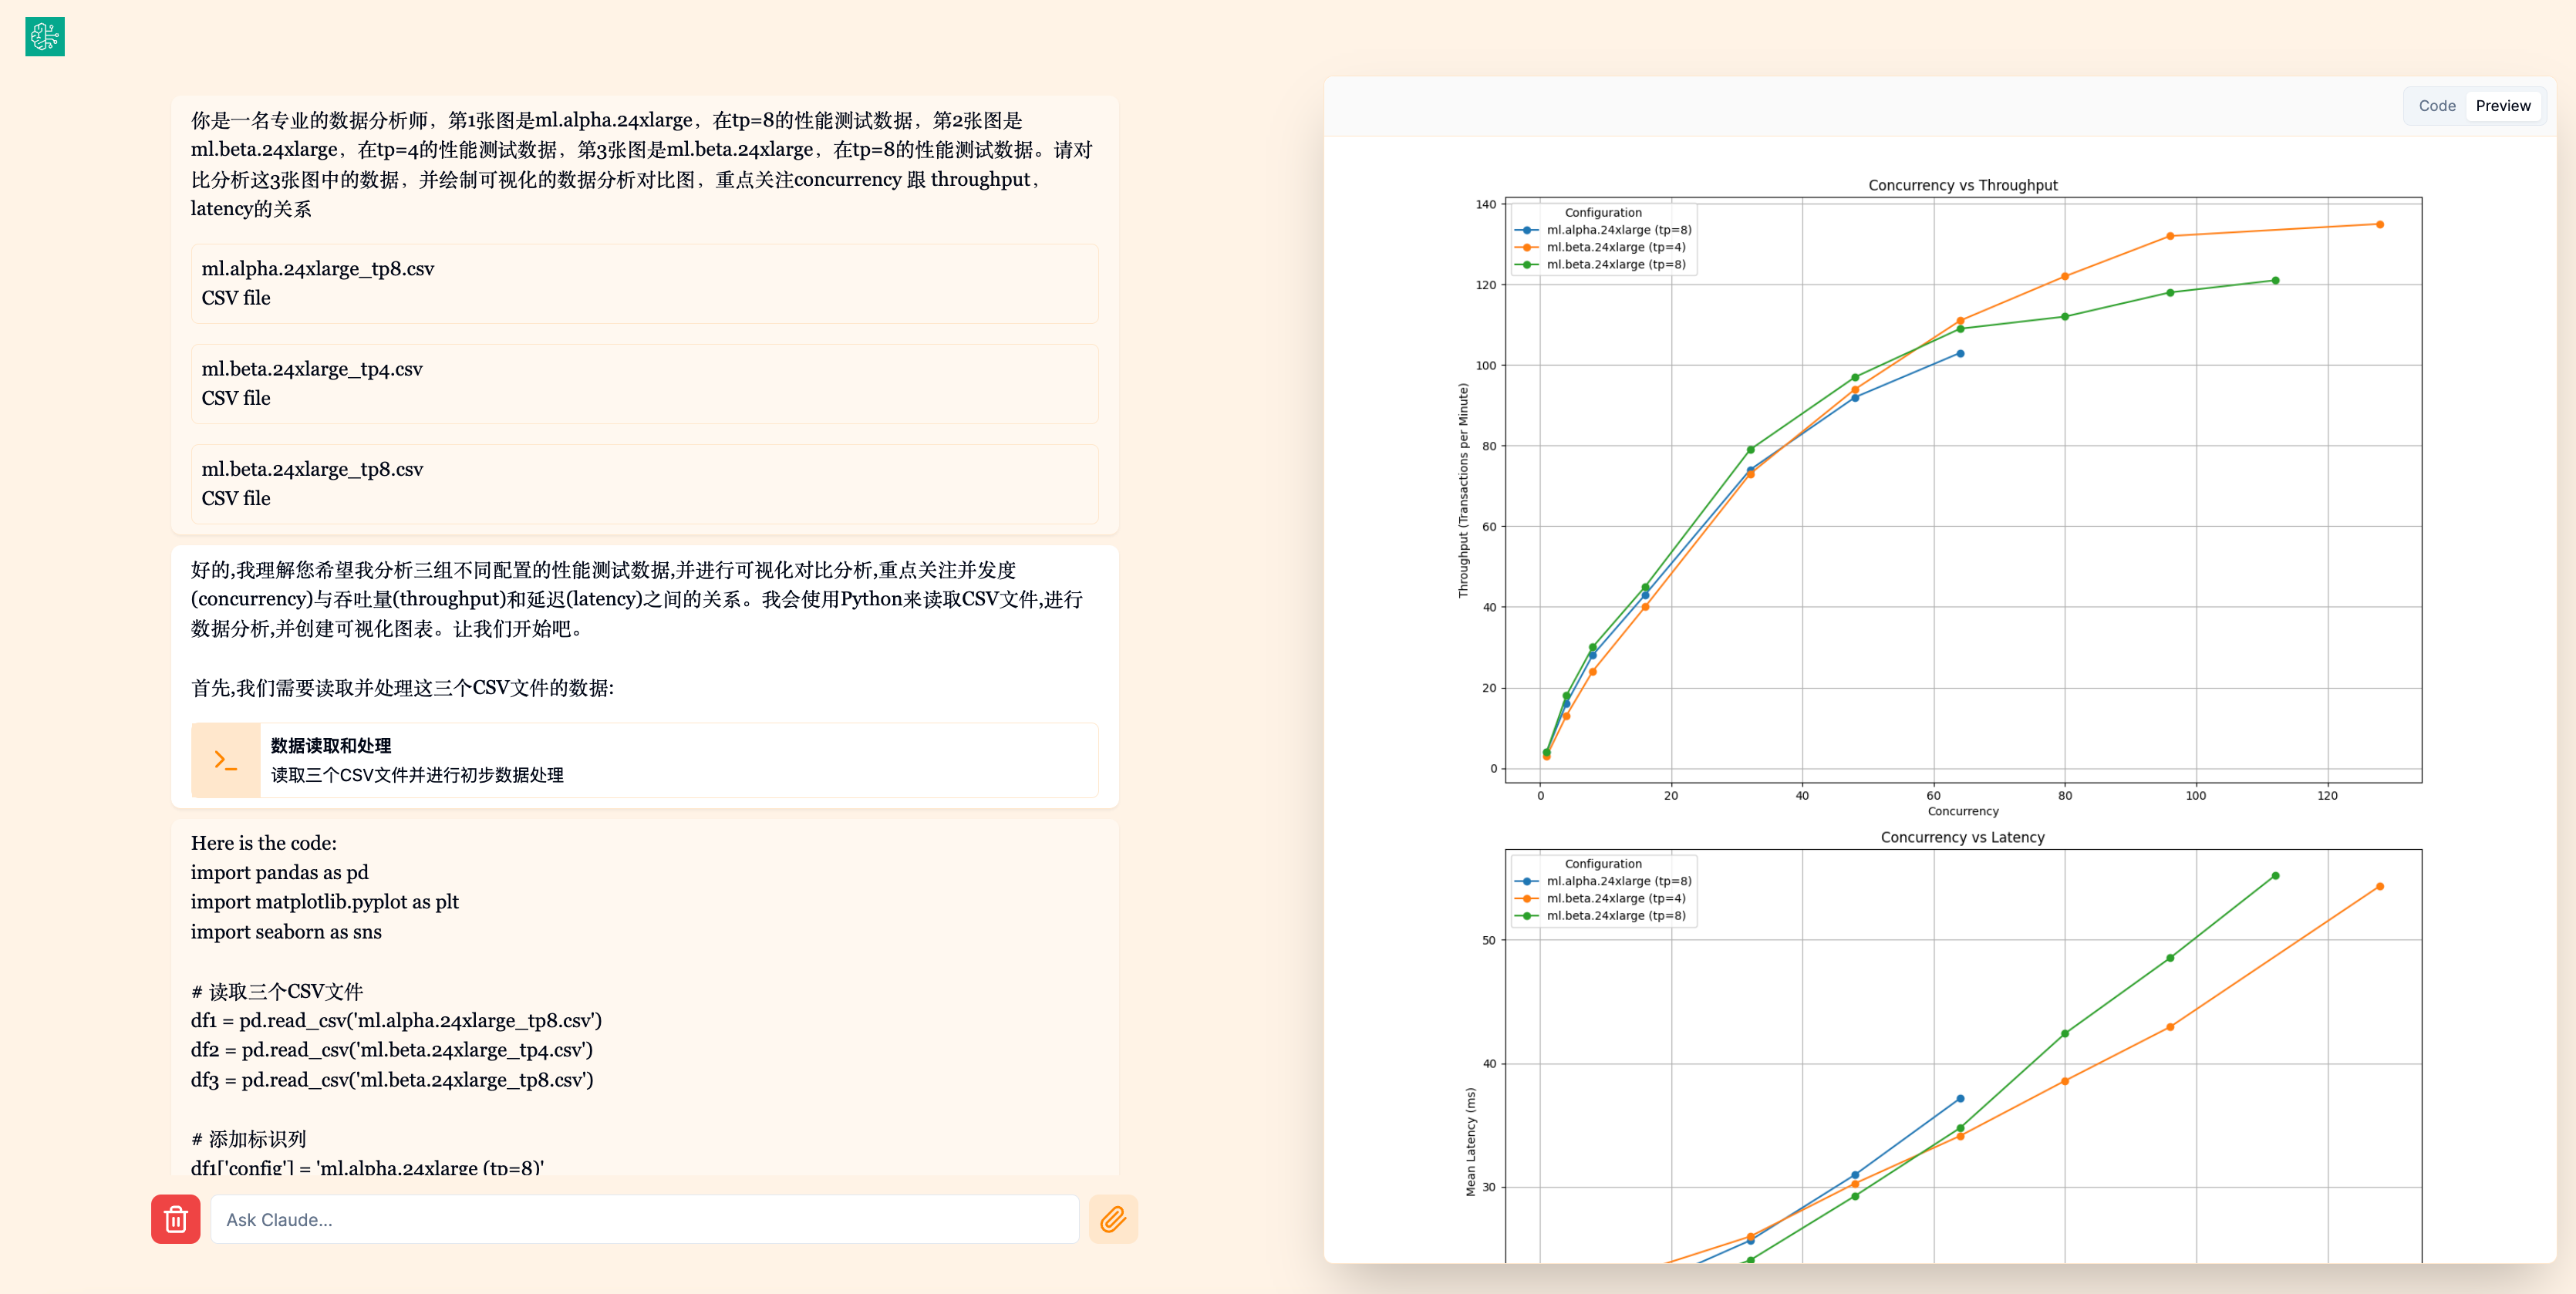 你是一名专业的数据分析师，第1张图是ml.alpha.24xlarge，在tp=8的性能测试数据，第2张图是
ml.beta.24xlarge，在tp=4的性能测试数据，第3张图是ml.beta.24xlarge，在tp=8的性能测试数据。请对
比分析这3张图中的数据，并绘制可视化的数据分析对比图，重点关注concurrency 跟 throughput，
latency的关系
ml.alpha.24xlarge_tp8.csv
CSV file
ml.beta.24xlarge_tp4.csv
CSV file
ml.beta.24xlarge_tp8.csv
CSV file
好的,我理解您希望我分析三组不同配置的性能测试数据,并进行可视化对比分析,重点关注并发度
(concurrency)与吞吐量(throughput)和延迟(latency)之间的关系。我会使用Python来读取CSV文件,进行
数据分析,并创建可视化图表。让我们开始吧。
首先,我们需要读取并处理这三个CSV文件的数据:
数据读取和处理
读取三个CSV文件并进行初步数据处理
Here is the code:
import pandas as pd
import matplotlib.pyplot as plt
import seaborn as sns
# 读取三个CSV文件
df1 = pd.read_csv('ml.alpha.24xlarge_tp8.csv')
df2 = pd.read_csv('ml.beta.24xlarge_tp4.csv')
df3 = pd.read_csv('ml.beta.24xlarge_tp8.csv')
# 添加标识列
df1['config'] = 'ml.alpha.24xlarge (tp=8)'
Ask Claude...
Code
Preview
Concurrency vs Throughput
Configuration
ml.alpha.24xlarge (tp=8)
ml.beta.24xlarge (tp=4)
ml.beta.24xlarge (tp=8)
Throughput (Transactions per Minute)
140
120
100
80
60
40
20
0
0 20 40 60 80 100 120
Concurrency
Concurrency vs Latency
Configuration
ml.alpha.24xlarge (tp=8)
ml.beta.24xlarge (tp=4)
ml.beta.24xlarge (tp=8)
Mean Latency (ms)
50
40
30